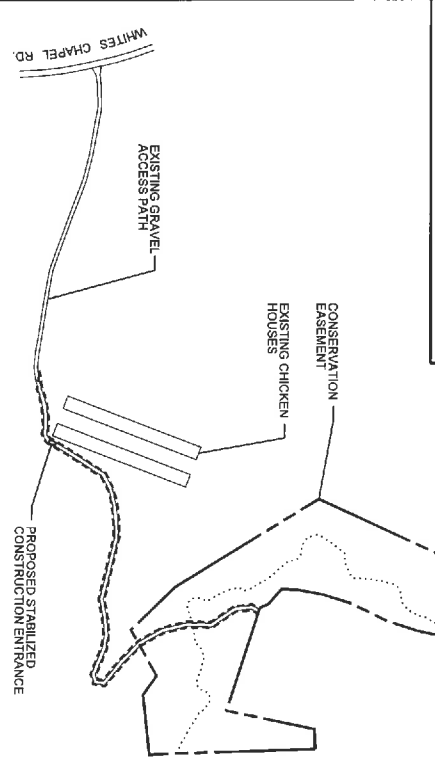 WHITES CHAPEL RD.
EXISTING GRAVEL
ACCESS PATH
EXISTING CHICKEN
HOUSES
CONSERVATION
EASEMENT
PROPOSED STABILIZED
CONSTRUCTION ENTRANCE